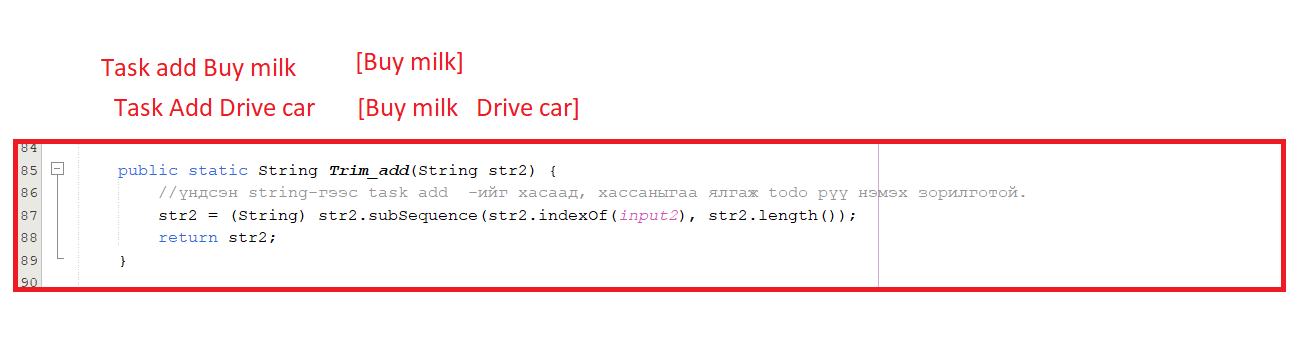 Task add Buy milk [Buy milk]
Task Add Drive car [Buy milk Drive car]
84
85 public static String Trim_add(String str2) {
86 //үндсэн string-гээс task add -ийг хасаад, хассаныгаа ялгаж todo рүү нэмэх зорилготой.
87 str2 = (String) str2.subSequence(str2.indexOf(input2), str2.length());
88 return str2;
89 }
90